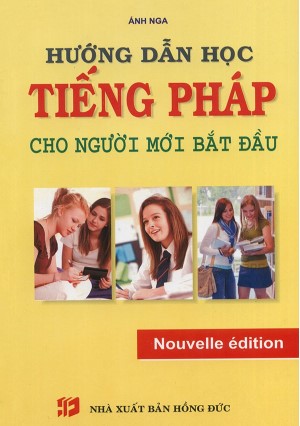 ÁNH NGA
HƯỚNG DẪN HỌC
TIẾNG PHÁP
CHO NGƯỜI MỚI BẮT ĐẦU
Nouvelle édition
NHÀ XUẤT BẢN HỒNG ĐỨC